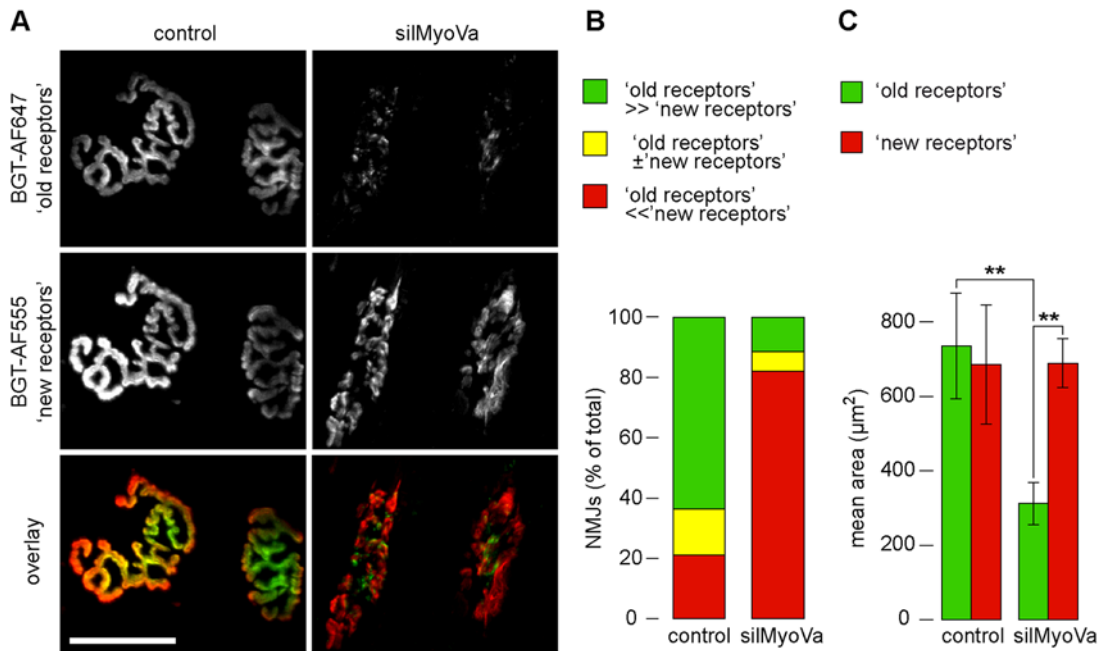 A
control
silMyoVa
BGT-AF647
'old receptors'
BGT-AF555
'new receptors'
overlay
B
'old receptors'
>> 'new receptors'
'old receptors'
±'new receptors'
'old receptors'
<<'new receptors'
NMJs (% of total)
100
80
60
40
20
0
control
silMyoVa
C
'old receptors'
'new receptors'
mean area (µm²)
800
600
400
200
0
**
**
control
silMyoVa